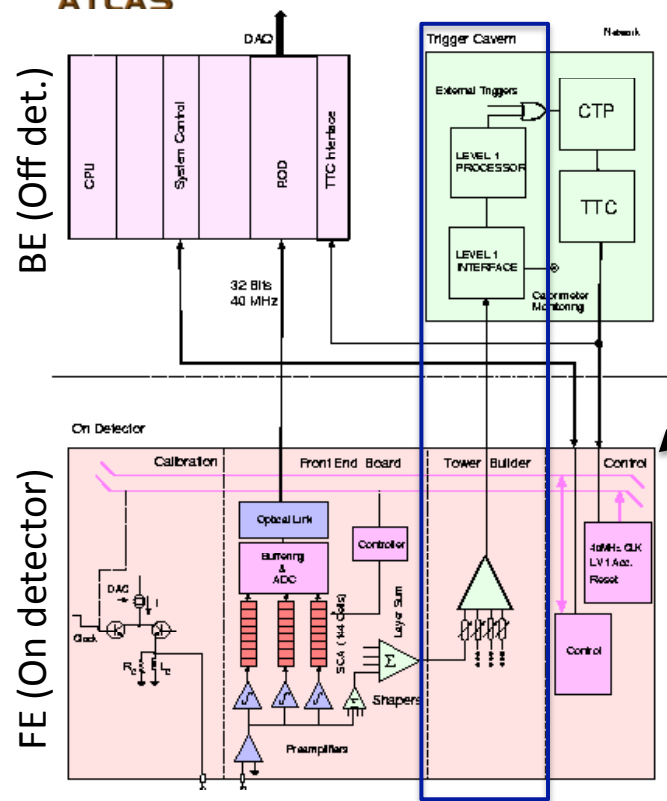 ATLAS
BE (Off det.)
DAQ
CPU
System Control
ROD
TTC Interface
32 Bits
40 MHz
Trigger Cavern
Network
External Triggers
CTP
LEVEL 1
PROCESSOR
TTC
LEVEL 1
INTERFACE
Calorimeter
Monitoring
FE (On detector)
On Detector
Calibration
Front End Board
Tower Builder
Control
Optical Link
Buffering
&
ADC
Controller
40MHz CLK
LV1 Acc.
Reset
DAC
I
Clock
SCA (144 Cells)
Layer Sum
Σ
Σ
Control
Shapers
Preamplifiers